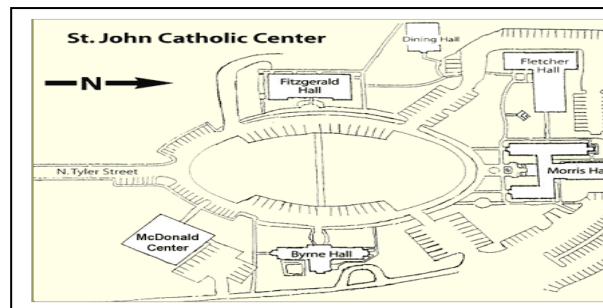 St. John Catholic Center
Dining Hall
N
Fitzgerald
Hall
Fletcher
Hall
N. Tyler Street
Morris Ha
McDonald
Center
Byrne Hall